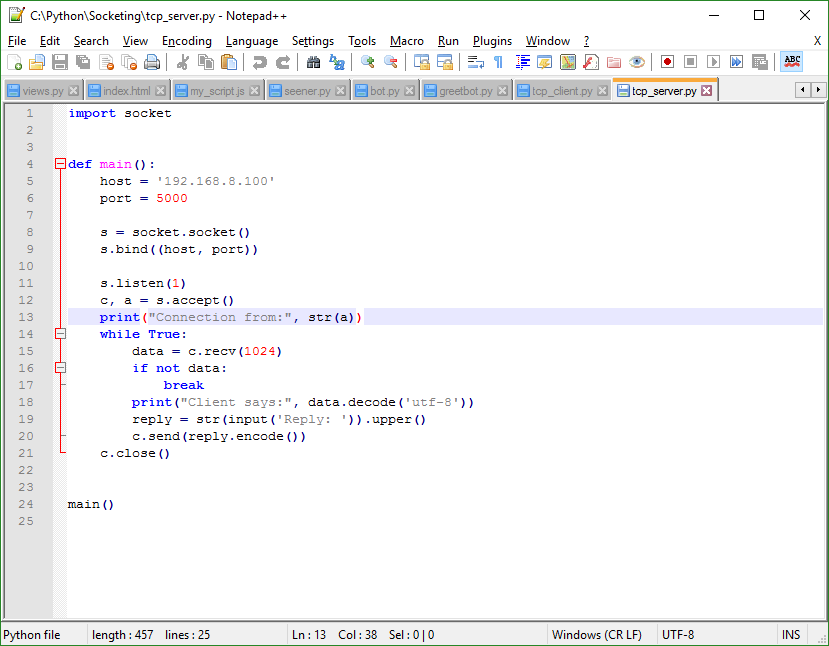 C:\Python\Socketing\tcp_server.py - Notepad++
File Edit Search View Encoding Language Settings Tools Macro Run Plugins Window ? X
ABC
views.py index.html my_script.js seener.py bot.py greetbot.py tcp_client.py tcp_server.py
1 import socket
2
3
4 def main():
5     host = '192.168.8.100'
6     port = 5000
7
8     s = socket.socket()
9     s.bind((host, port))
10
11     s.listen(1)
12     c, a = s.accept()
13     print("Connection from:", str(a))
14     while True:
15         data = c.recv(1024)
16         if not data:
17             break
18         print("Client says:", data.decode('utf-8'))
19         reply = str(input('Reply: ')).upper()
20         c.send(reply.encode())
21     c.close()
22
23
24 main()
25
Python file length : 457 lines : 25 Ln : 13 Col : 38 Sel : 0 | 0 Windows (CR LF) UTF-8 INS